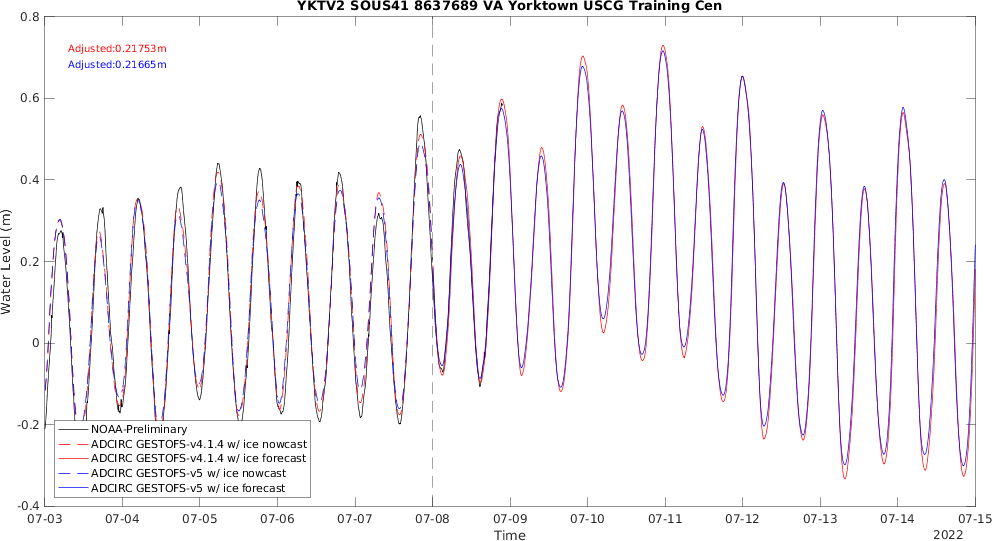 YKTV2 SOUS41 8637689 VA Yorktown USCG Training Cen
Adjusted:0.21753m
Adjusted:0.21665m
0.8
0.6
0.4
0.2
0
-0.2
-0.4
Water Level (m)
NOAA-Preliminary
ADCIRC GESTOFS-v4.1.4 w/ ice nowcast
ADCIRC GESTOFS-v4.1.4 w/ ice forecast
ADCIRC GESTOFS-v5 w/ ice nowcast
ADCIRC GESTOFS-v5 w/ ice forecast
07-03 07-04 07-05 07-06 07-07 07-08 07-09 07-10 07-11 07-12 07-13 07-14 07-15
Time
2022